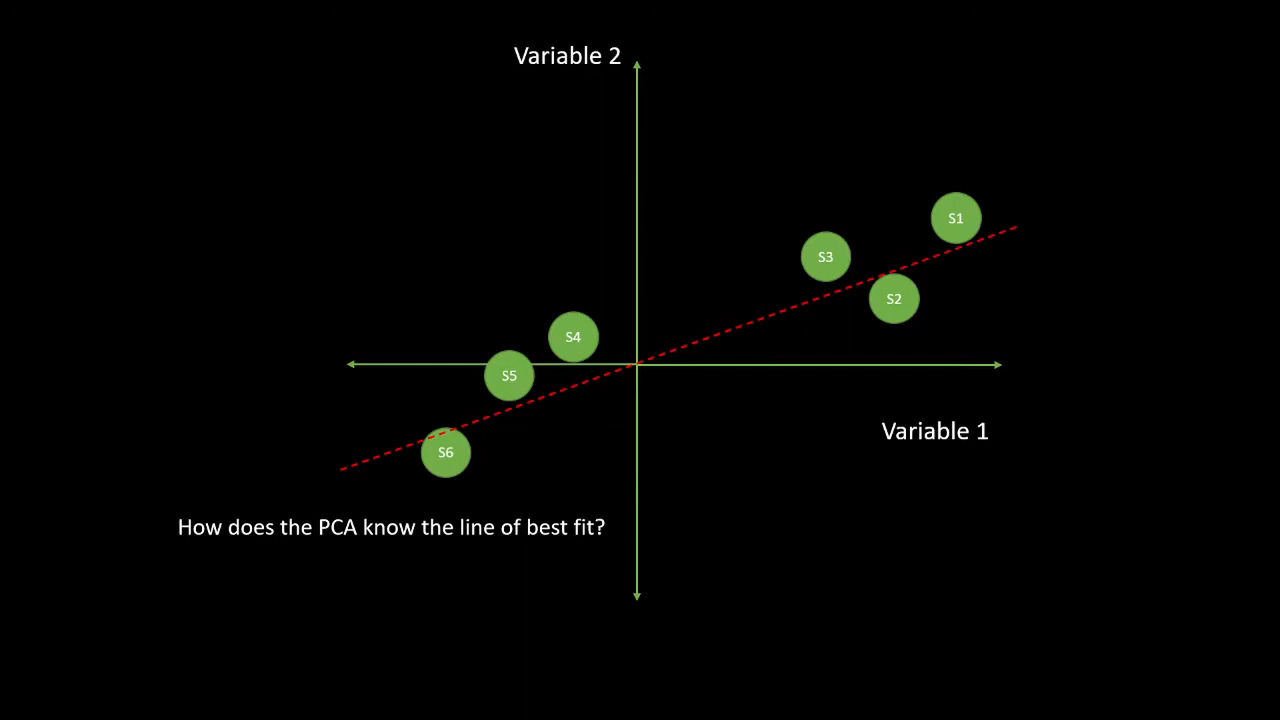 Variable 2
S1
S3
S2
S4
S5
Variable 1
S6
How does the PCA know the line of best fit?